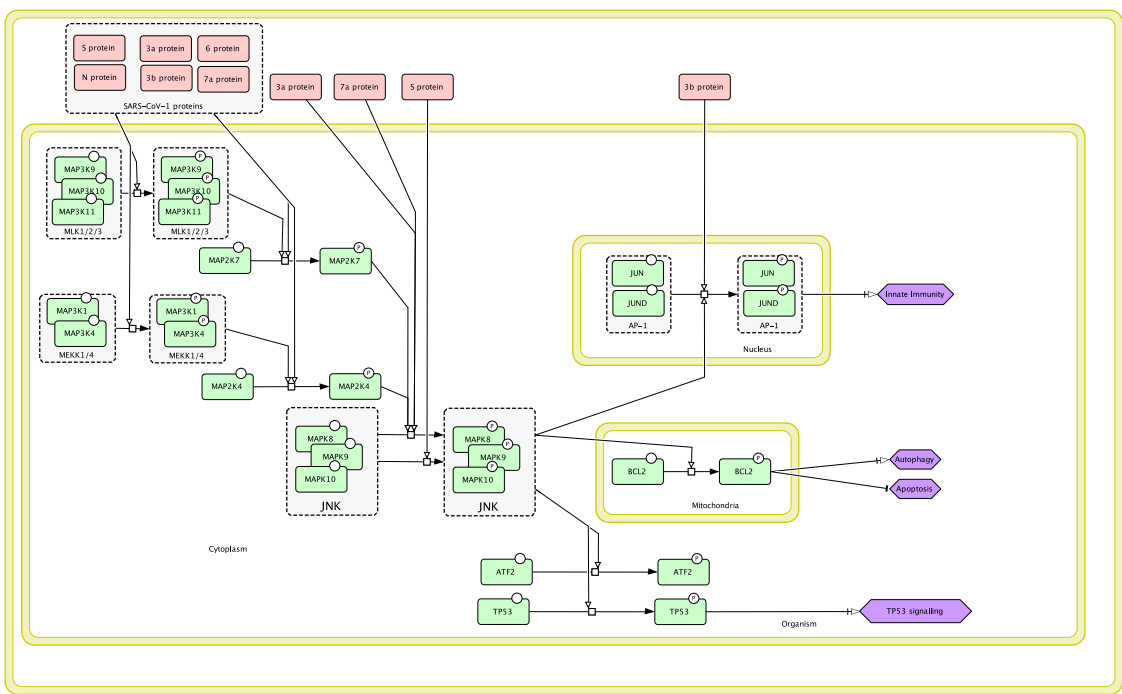 S protein
3a protein
6 protein
N protein
3b protein
7a protein
SARS-CoV-1 proteins
3a protein
7a protein
S protein
3b protein
MAP3K9
MAP3K10
MAP3K11
MLK1/2/3
P
MAP3K9
P
MAP3K10
P
MAP3K11
MLK1/2/3
MAP2K7
P
MAP2K7
JUN
JUND
AP-1
P
JUN
P
JUND
AP-1
Nucleus
Innate Immunity
MAP3K1
MAP3K4
MEKK1/4
P
MAP3K1
P
MAP3K4
MEKK1/4
MAP2K4
P
MAP2K4
MAPK8
MAPK9
MAPK10
JNK
P
MAPK8
P
MAPK9
P
MAPK10
JNK
BCL2
P
BCL2
Mitochondria
Autophagy
Apoptosis
Cytoplasm
ATF2
P
ATF2
TP53
P
TP53
TP53 signalling
Organism